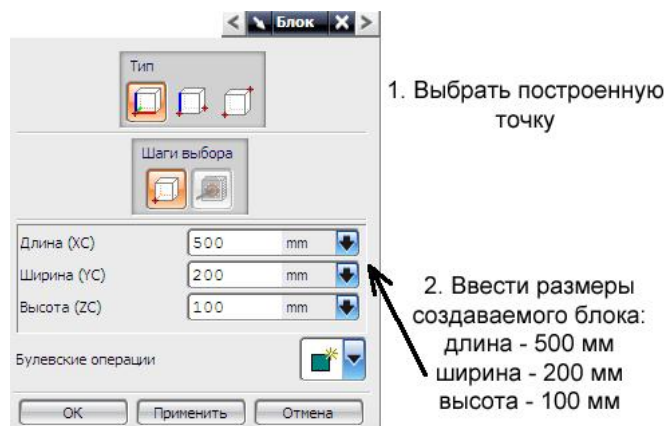 Блок
Тип
1. Выбрать построенную
точку
Шаги выбора
Длина (XC) 500 mm
Ширина (YC) 200 mm
Высота (ZC) 100 mm
2. Ввести размеры
создаваемого блока:
длина - 500 мм
ширина - 200 мм
высота - 100 мм
Булевские операции
ОК Применить Отмена